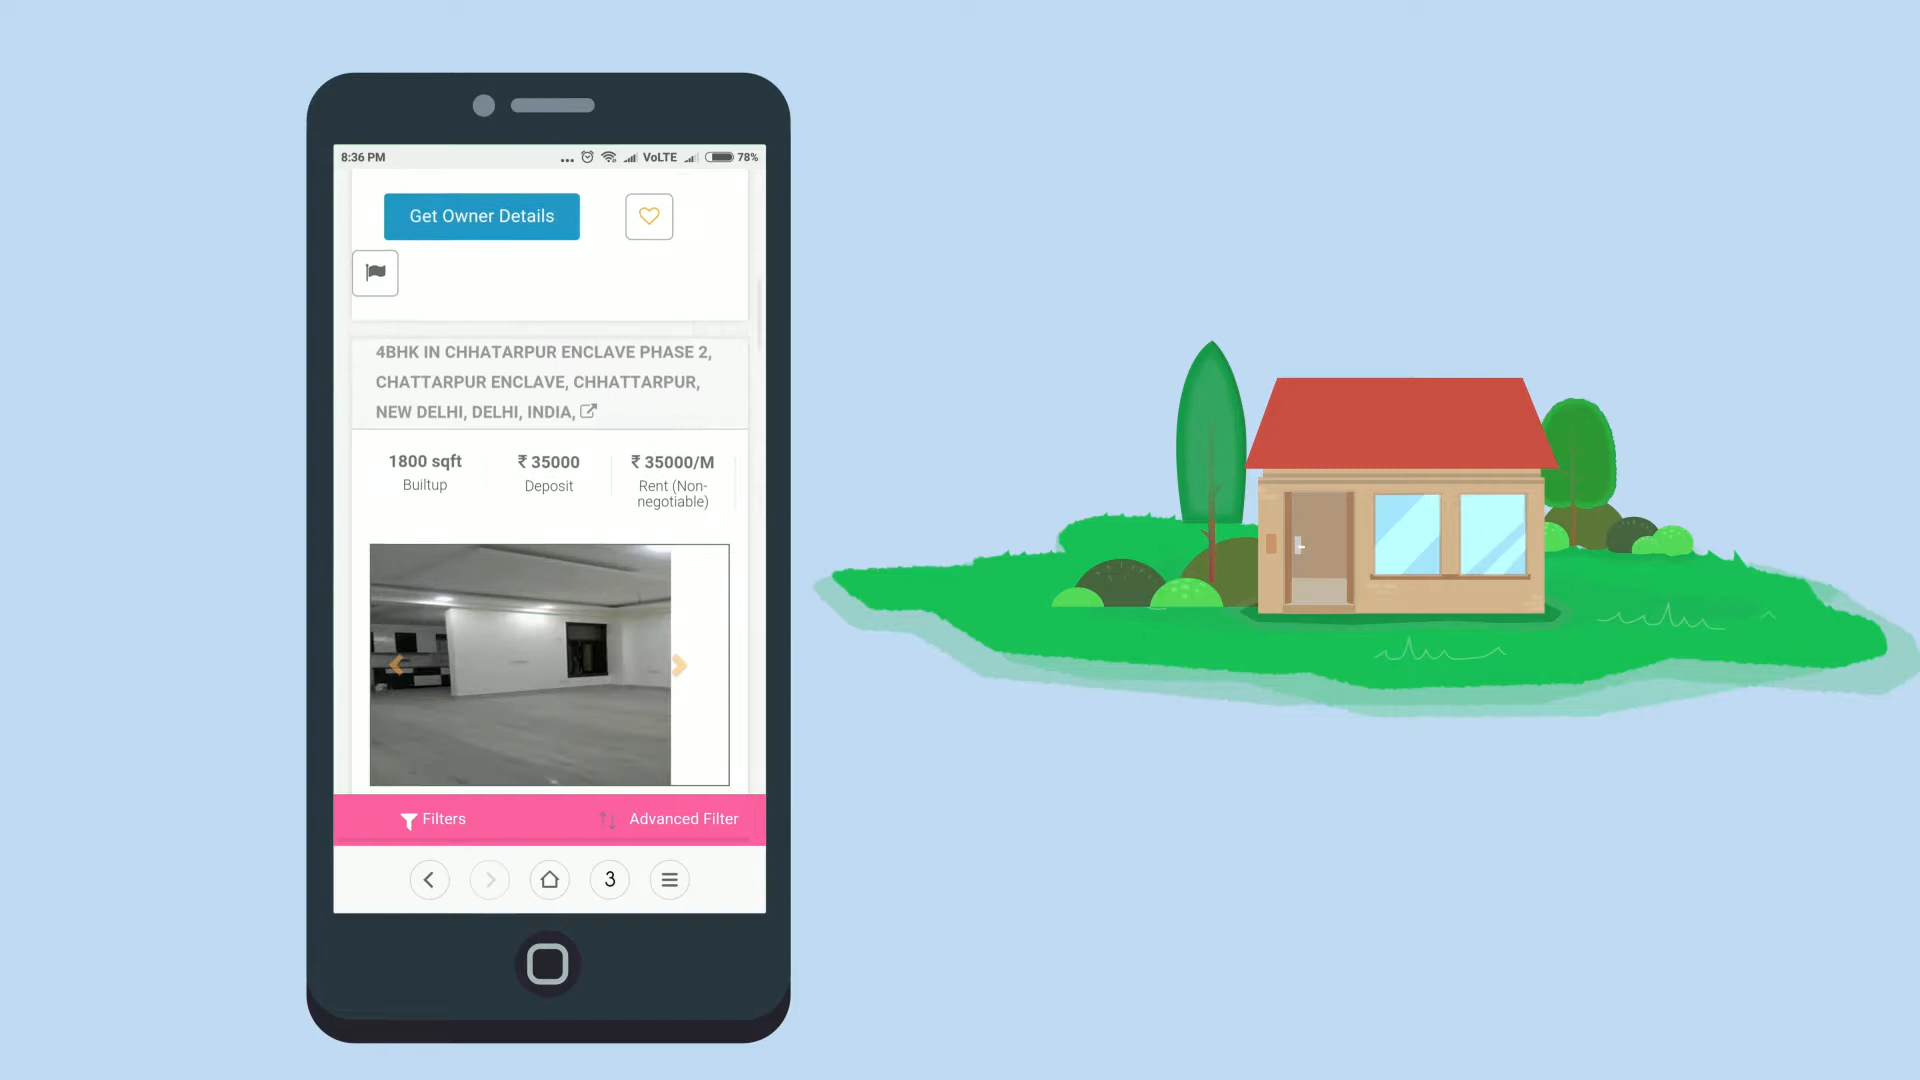 8:36 PM
... VoLTE 78%
Get Owner Details
4BHK IN CHHATARPUR ENCLAVE PHASE 2,
CHATTARPUR ENCLAVE, CHHATTARPUR,
NEW DELHI, DELHI, INDIA,
1800 sqft
Builtup
₹ 35000
Deposit
₹ 35000/M
Rent (Non-
negotiable)
Filters
Advanced Filter
3